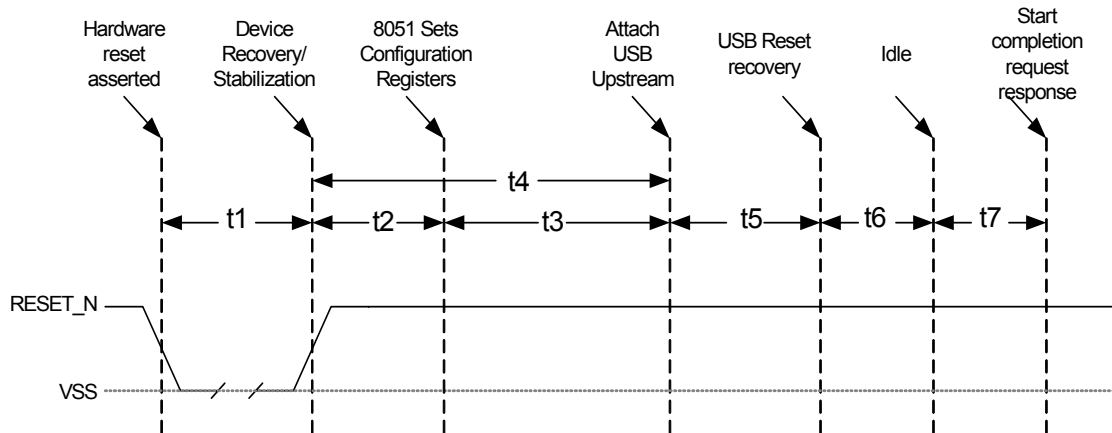 Hardware
reset
asserted
Device
Recovery/
Stabilization
8051 Sets
Configuration
Registers
Attach
USB
Upstream
USB Reset
recovery
Idle
Start
completion
request
response
t4
t1
t2
t3
t5
t6
t7
RESET_N
VSS